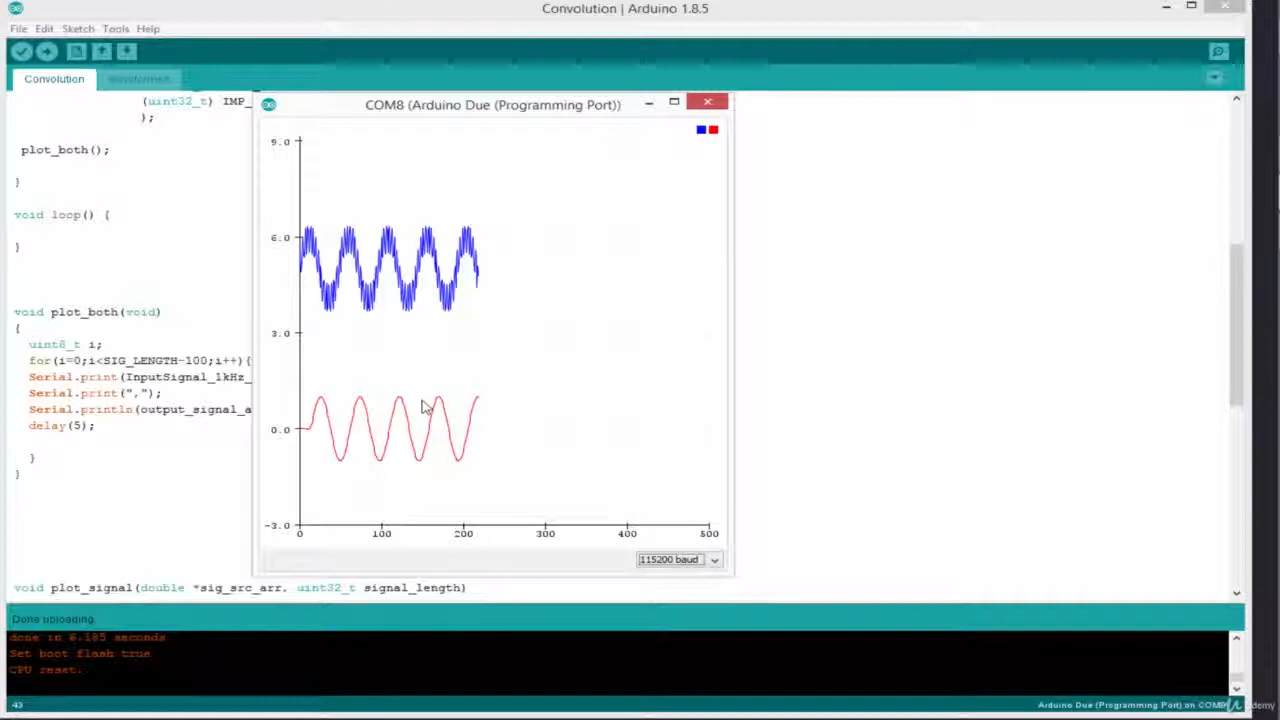 Convolution | Arduino 1.8.5
File Edit Sketch Tools Help
Convolution
(uint32_t) IMP_
);
plot_both();
}
void loop() {
}
void plot_both(void)
{
uint8_t i;
for(i=0;i<SIG_LENGTH-100;i++){
Serial.print(InputSignal_1kHz_
Serial.print(",");
Serial.println(output_signal_a
delay(5);
}
}
void plot_signal(double *sig_src_arr, uint32_t signal_length)
COM8 (Arduino Due (Programming Port))
9.0
6.0
3.0
0.0
-3.0
0 100 200 300 400 500
115200 baud
Done uploading.
done in 6.185 seconds
Set boot flash true
CPU reset.
43
Arduino Due (Programming Port) on COM8
Udemy